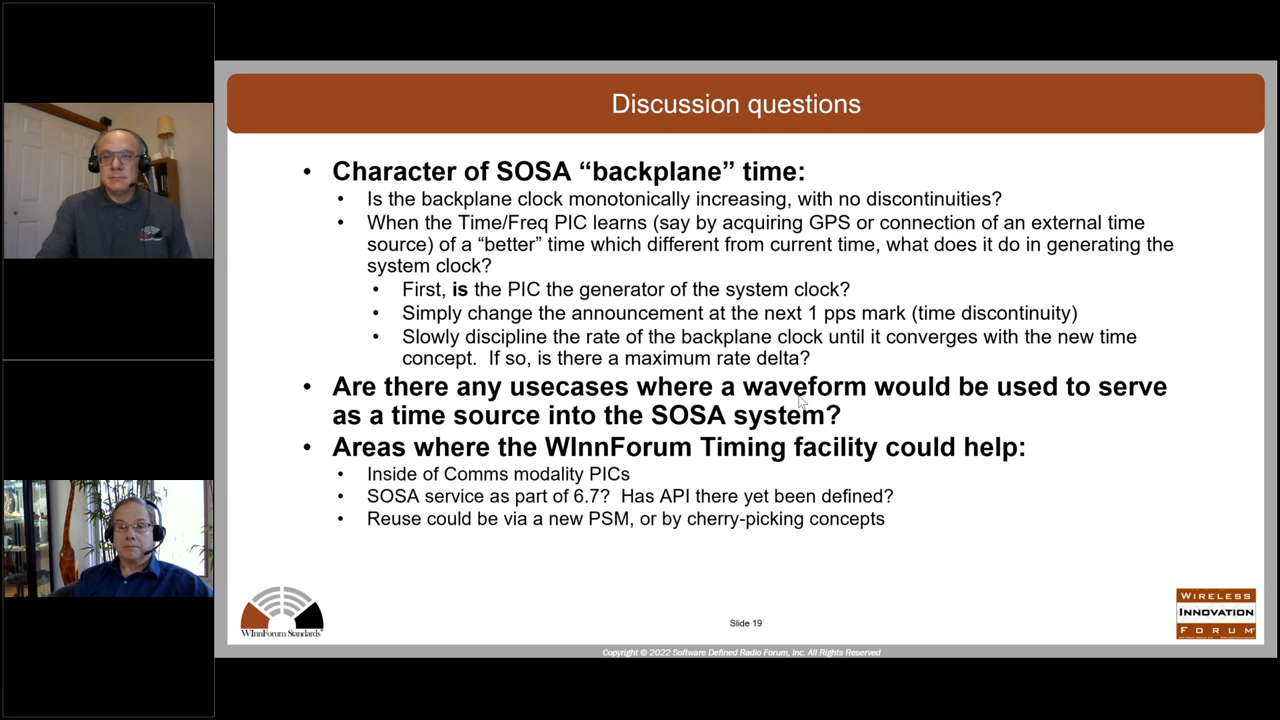 Discussion questions
• Character of SOSA “backplane” time:
• Is the backplane clock monotonically increasing, with no discontinuities?
• When the Time/Freq PIC learns (say by acquiring GPS or connection of an external time
source) of a “better” time which different from current time, what does it do in generating the
system clock?
• First, is the PIC the generator of the system clock?
• Simply change the announcement at the next 1 pps mark (time discontinuity)
• Slowly discipline the rate of the backplane clock until it converges with the new time
concept.  If so, is there a maximum rate delta?
• Are there any usecases where a waveform would be used to serve
as a time source into the SOSA system?
• Areas where the WInnForum Timing facility could help:
• Inside of Comms modality PICs
• SOSA service as part of 6.7?  Has API there yet been defined?
• Reuse could be via a new PSM, or by cherry-picking concepts
WInnForum Standards
Slide 19
WIRELESS
INNOVATION
FORUM
Copyright © 2022 Software Defined Radio Forum, Inc. All Rights Reserved